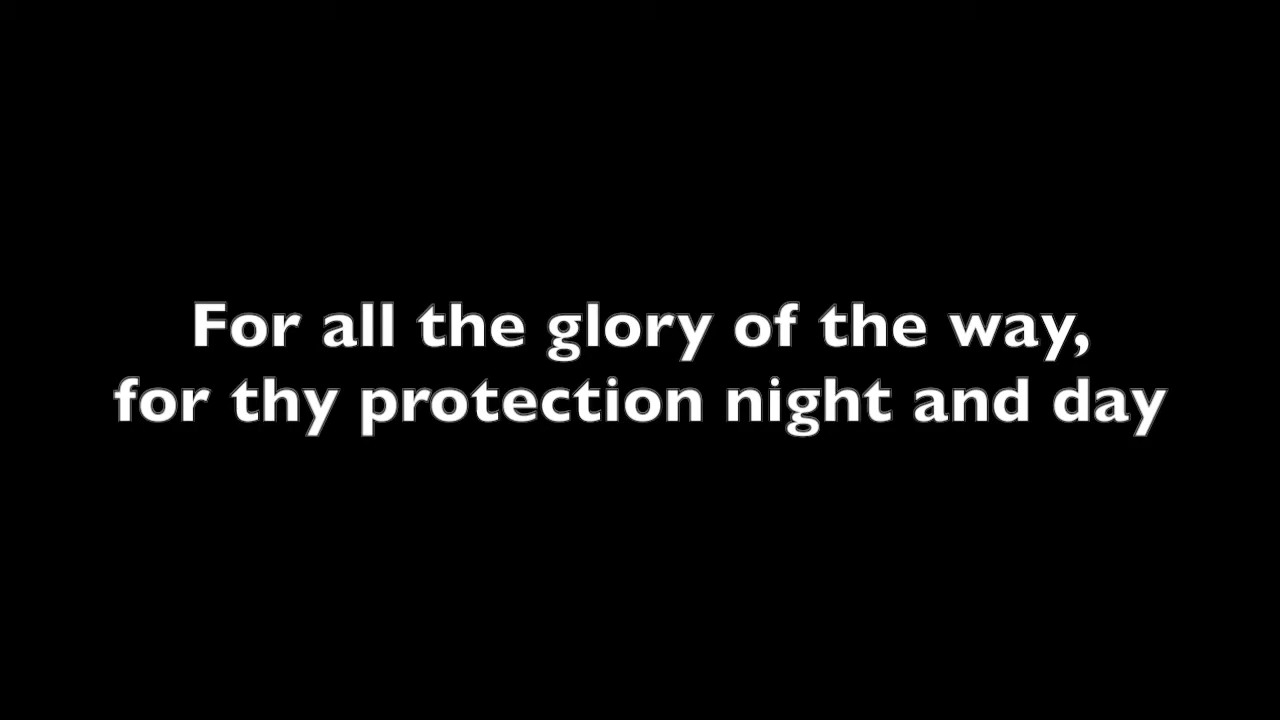 For all the glory of the way,
for thy protection night and day